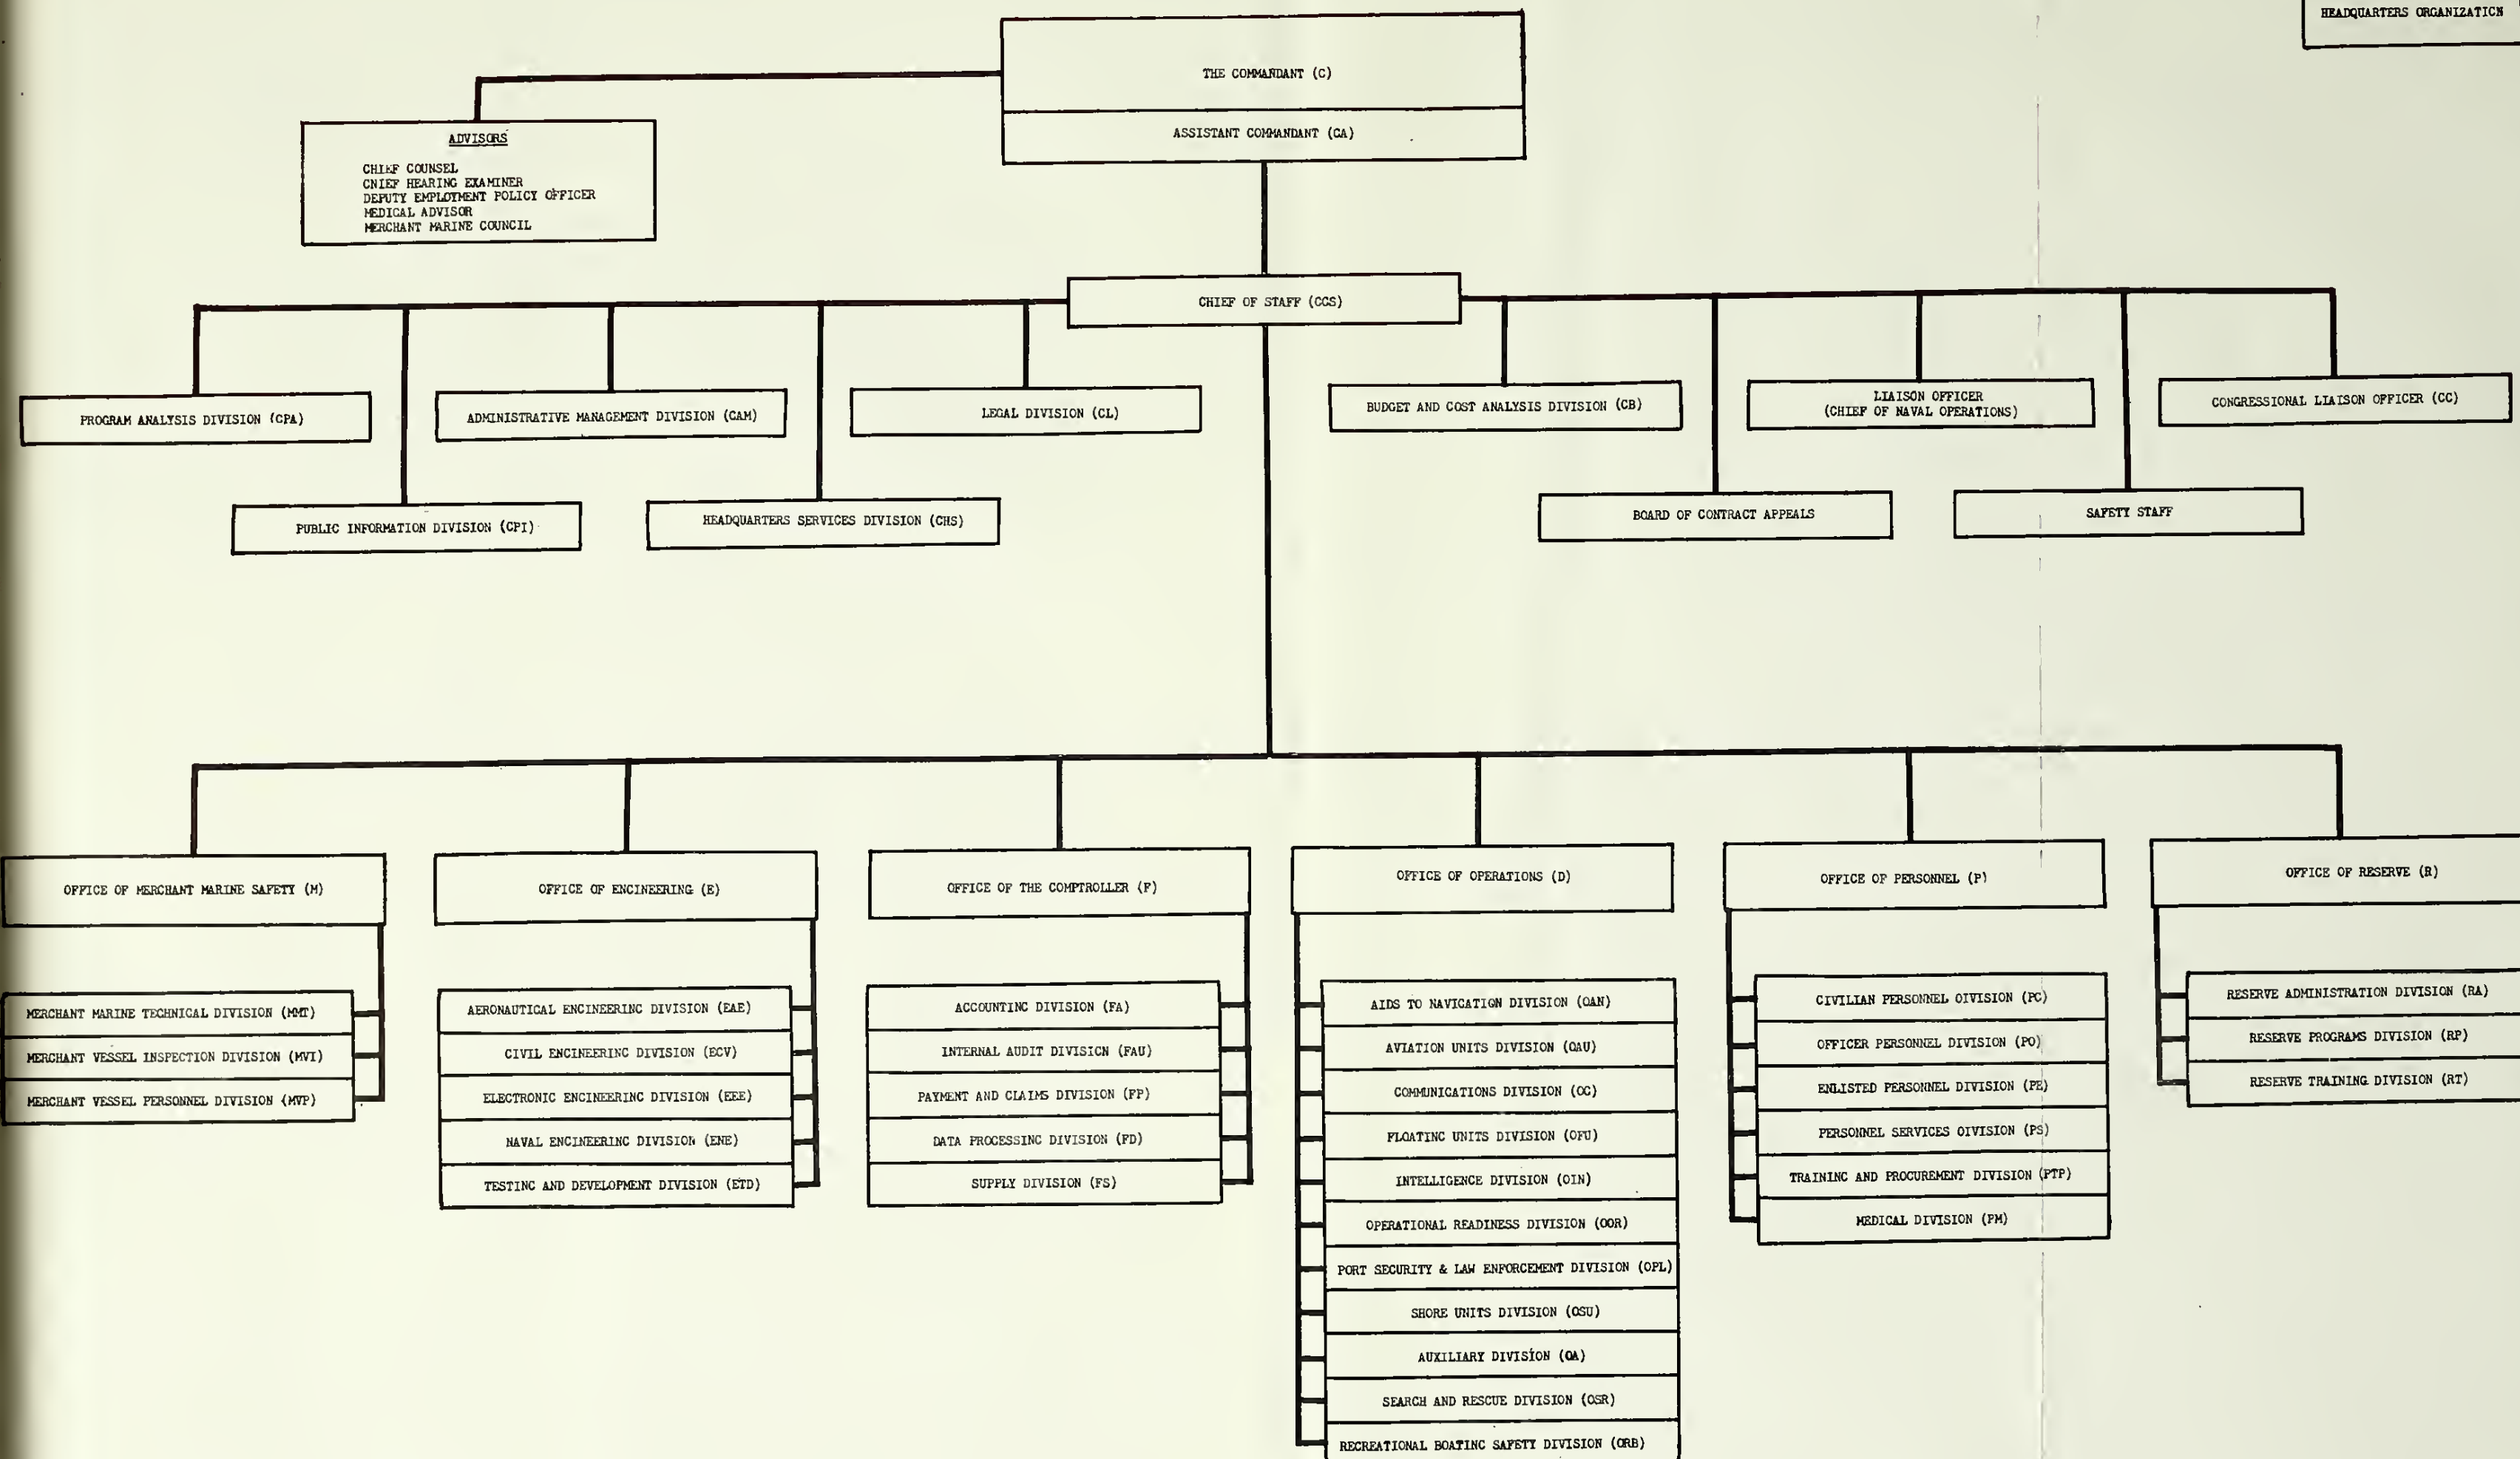 HEADQUARTERS ORGANIZATION
THE COMMANDANT (C)
ASSISTANT COMMANDANT (CA)
ADVISORS
CHIEF COUNSEL
CNIEF HEARING EXAMINER
DEPUTY EMPLOYMENT POLICY OFFICER
MEDICAL ADVISOR
MERCHANT MARINE COUNCIL
CHIEF OF STAFF (CCS)
PROGRAM ANALYSIS DIVISION (CPA)
ADMINISTRATIVE MANAGEMENT DIVISION (CAM)
LEGAL DIVISION (CL)
BUDGET AND COST ANALYSIS DIVISION (CB)
LIAISON OFFICER
(CHIEF OF NAVAL OPERATIONS)
CONGRESSIONAL LIAISON OFFICER (CC)
PUBLIC INFORMATION DIVISION (CPI)
HEADQUARTERS SERVICES DIVISION (CHS)
BOARD OF CONTRACT APPEALS
SAFETY STAFF
OFFICE OF MERCHANT MARINE SAFETY (M)
MERCHANT MARINE TECHNICAL DIVISION (MMT)
MERCHANT VESSEL INSPECTION DIVISION (MVI)
MERCHANT VESSEL PERSONNEL DIVISION (MVP)
OFFICE OF ENGINEERING (E)
AERONAUTICAL ENGINEERING DIVISION (EAE)
CIVIL ENGINEERING DIVISION (ECV)
ELECTRONIC ENGINEERING DIVISION (EEE)
NAVAL ENGINEERING DIVISION (ENE)
TESTING AND DEVELOPMENT DIVISION (ETD)
OFFICE OF THE COMPTROLLER (F)
ACCOUNTING DIVISION (FA)
INTERNAL AUDIT DIVISION (FAU)
PAYMENT AND CLAIMS DIVISION (FP)
DATA PROCESSING DIVISION (FD)
SUPPLY DIVISION (FS)
OFFICE OF OPERATIONS (D)
AIDS TO NAVIGATION DIVISION (OAN)
AVIATION UNITS DIVISION (OAU)
COMMUNICATIONS DIVISION (OC)
FLOATING UNITS DIVISION (OFU)
INTELLIGENCE DIVISION (OIN)
OPERATIONAL READINESS DIVISION (OOR)
PORT SECURITY & LAW ENFORCEMENT DIVISION (OPL)
SHORE UNITS DIVISION (OSU)
AUXILIARY DIVISION (OA)
SEARCH AND RESCUE DIVISION (OSR)
RECREATIONAL BOATING SAFETY DIVISION (ORB)
OFFICE OF PERSONNEL (P)
CIVILIAN PERSONNEL OIVISION (PC)
OFFICER PERSONNEL DIVISION (PO)
ENLISTED PERSONNEL DIVISION (PE)
PERSONNEL SERVICES OIVISION (PS)
TRAINING AND PROCUREMENT DIVISION (PTP)
MEDICAL DIVISION (PM)
OFFICE OF RESERVE (R)
RESERVE ADMINISTRATION DIVISION (RA)
RESERVE PROGRAMS DIVISION (RP)
RESERVE TRAINING DIVISION (RT)